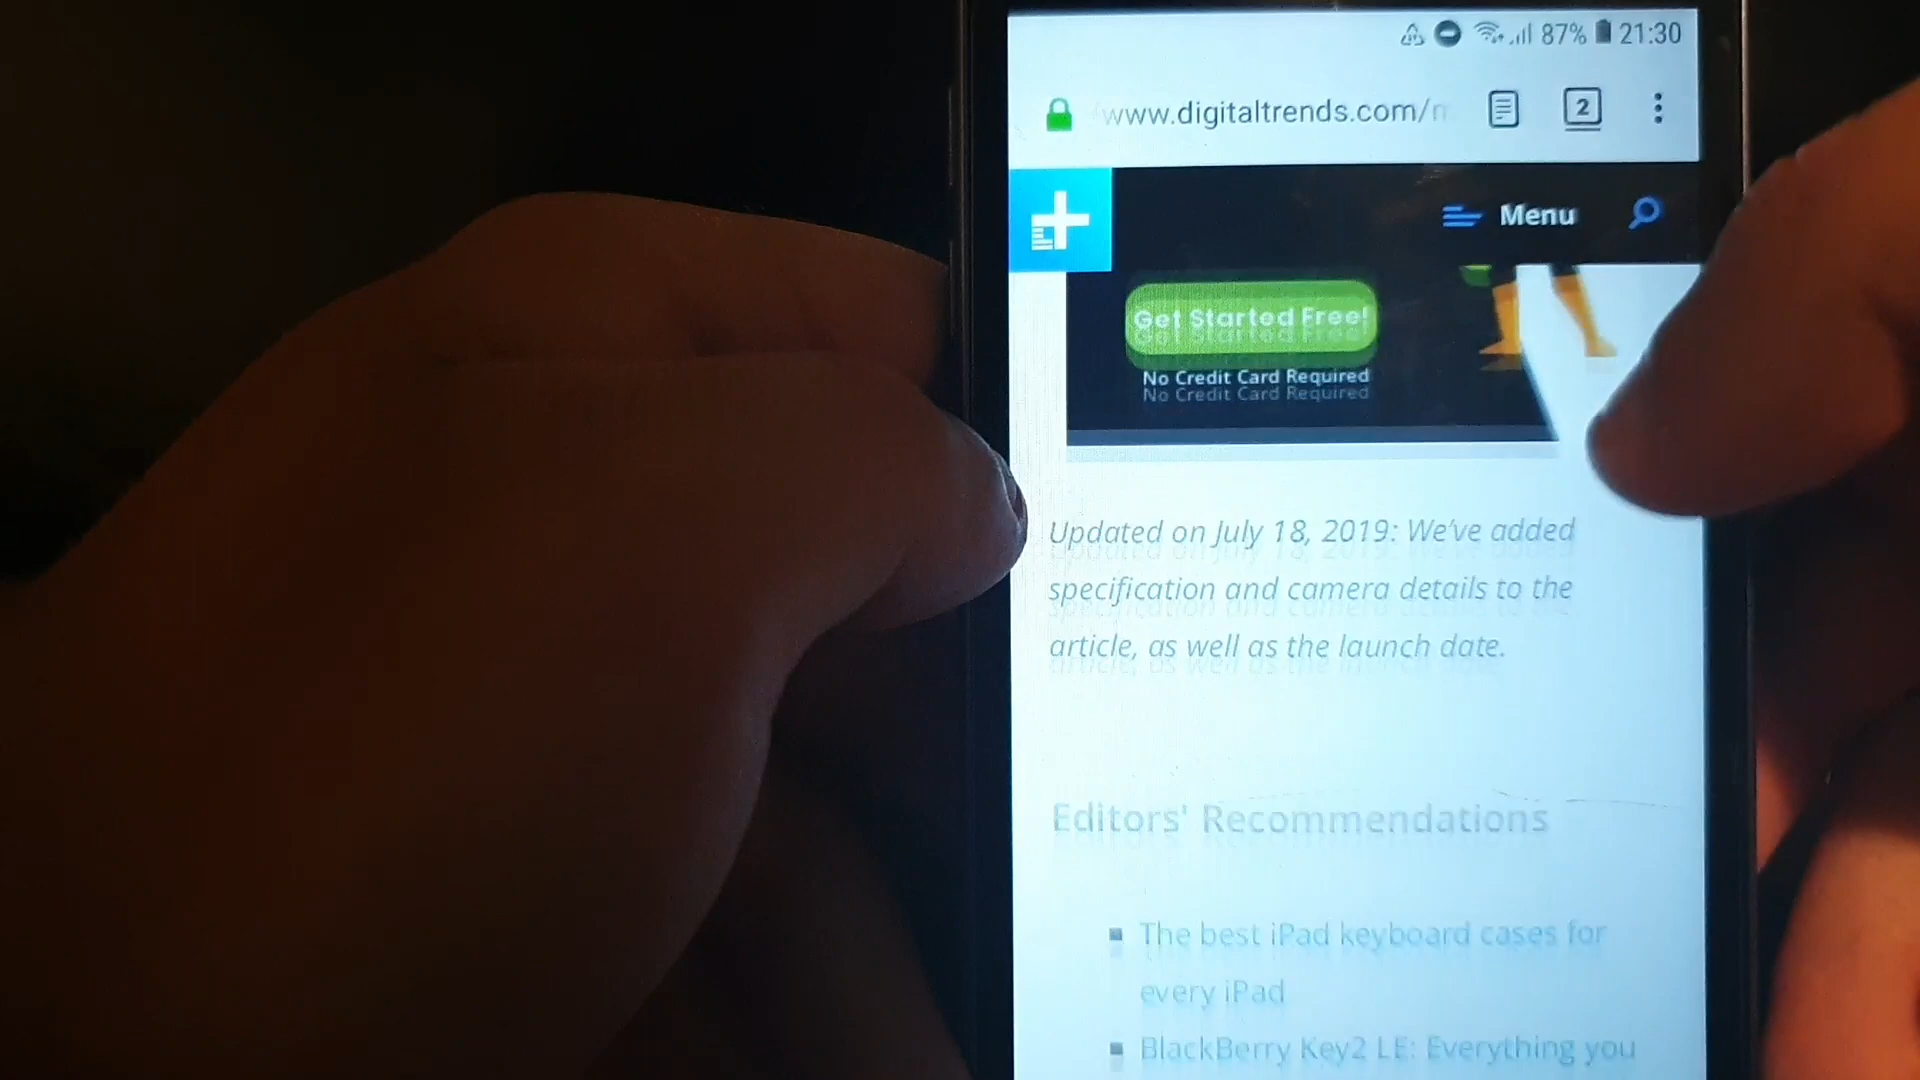 87% 21:30
www.digitaltrends.com/
2
Menu
Get Started Free!
No Credit Card Required
Updated on July 18, 2019: We've added
specification and camera details to the
article, as well as the launch date.
Editors' Recommendations
The best iPad keyboard cases for
every iPad
BlackBerry Key2 LE: Everything you